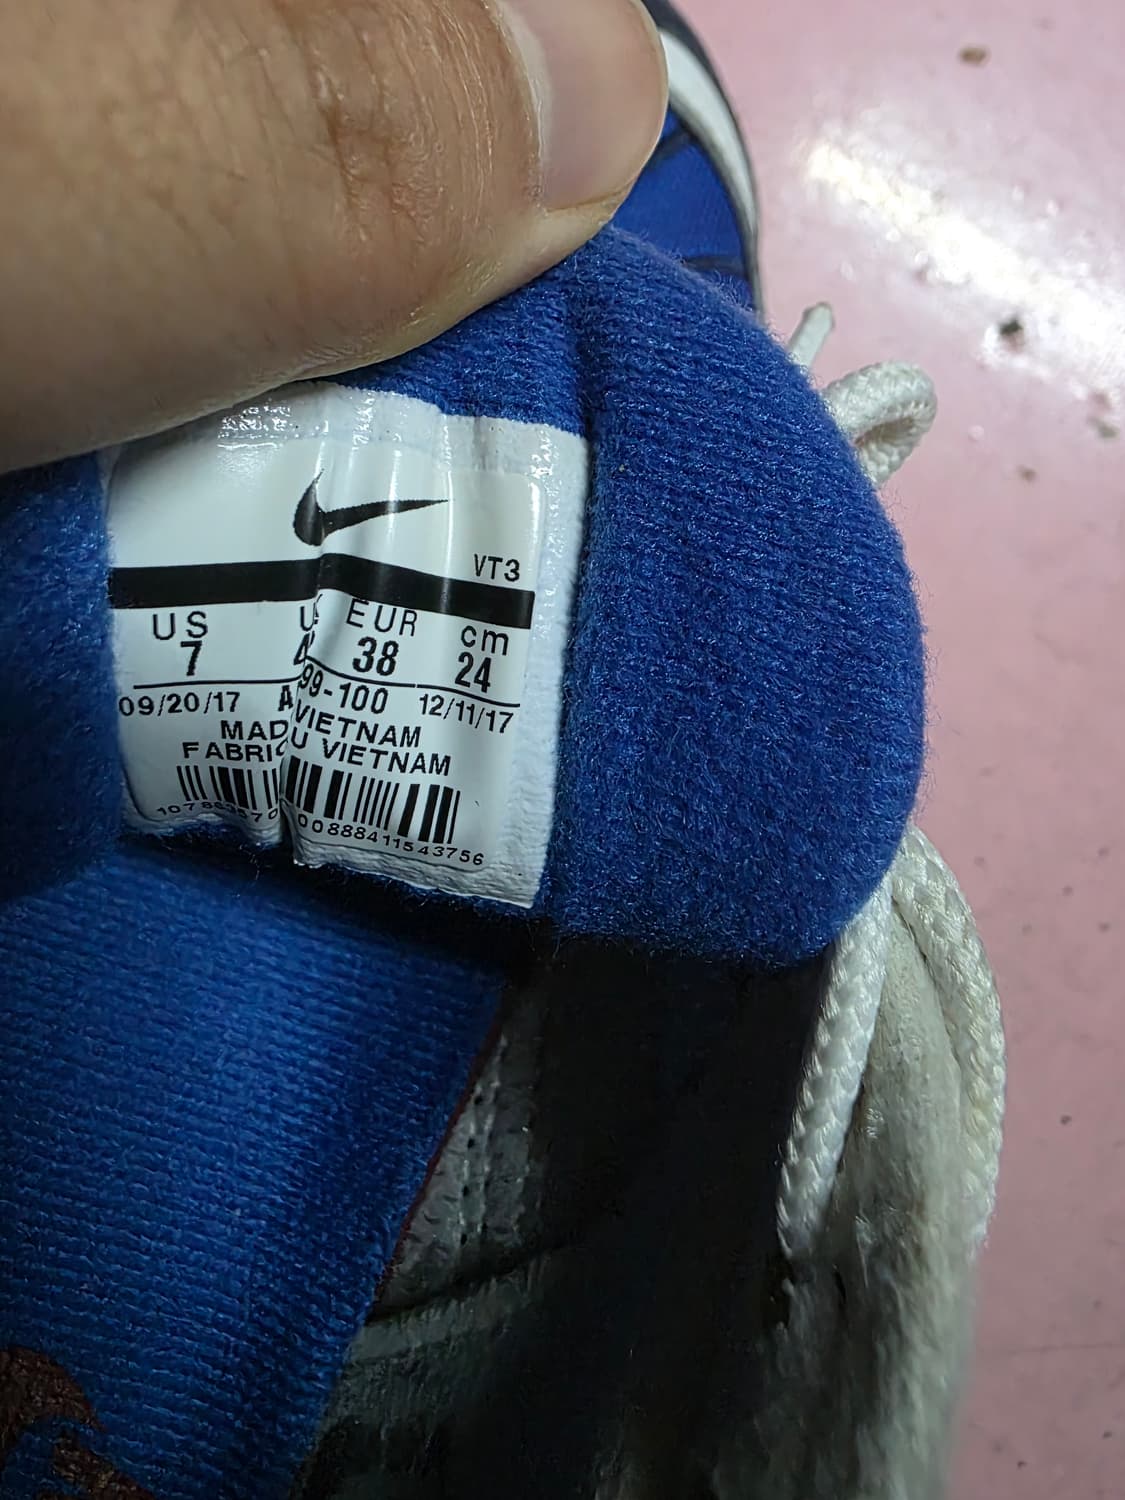 VT3
US EUR cm
7 38 24
09/20/17 99-100 12/11/17
VIETNAM
U VIETNAM
00888411543756